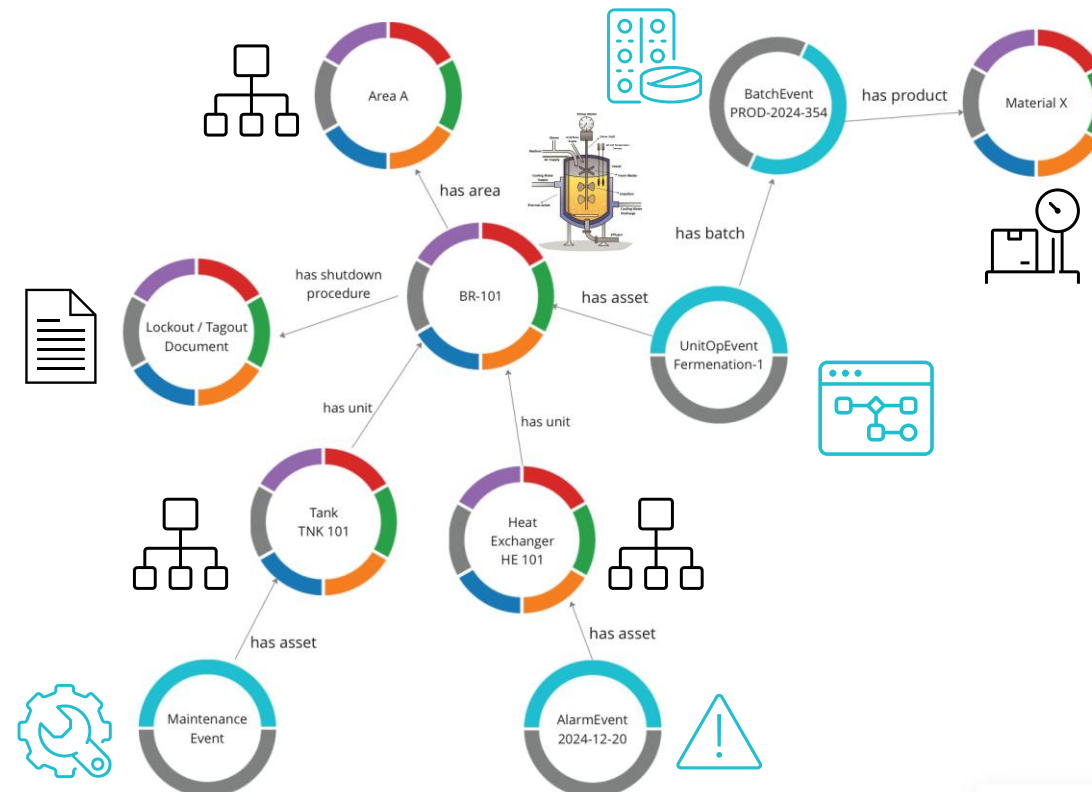 Area A
BatchEvent
PROD-2024-354
has product
Material X
has area
has batch
has shutdown
procedure
BR-101
has asset
Lockout / Tagout
Document
UnitOpEvent
Fermenation-1
has unit
has unit
Tank
TNK 101
Heat
Exchanger
HE 101
has asset
has asset
Maintenance
Event
AlarmEvent
2024-12-20